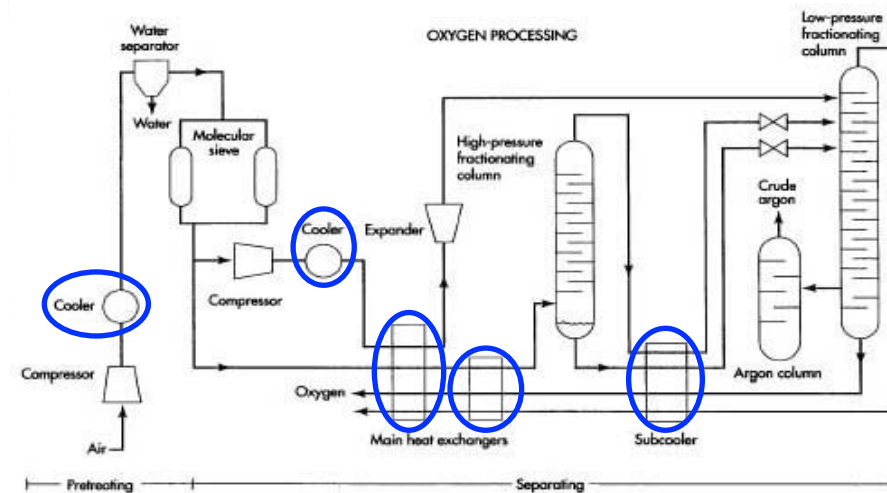 OXYGEN PROCESSING
Water
separator
Water
Molecular
sieve
Cooler
Compressor
Air
Cooler
Compressor
Expander
High-pressure
fractionating
column
Low-pressure
fractionating
column
Crude
argon
Argon column
Oxygen
Main heat exchangers
Subcooler
Pretreating
Separating